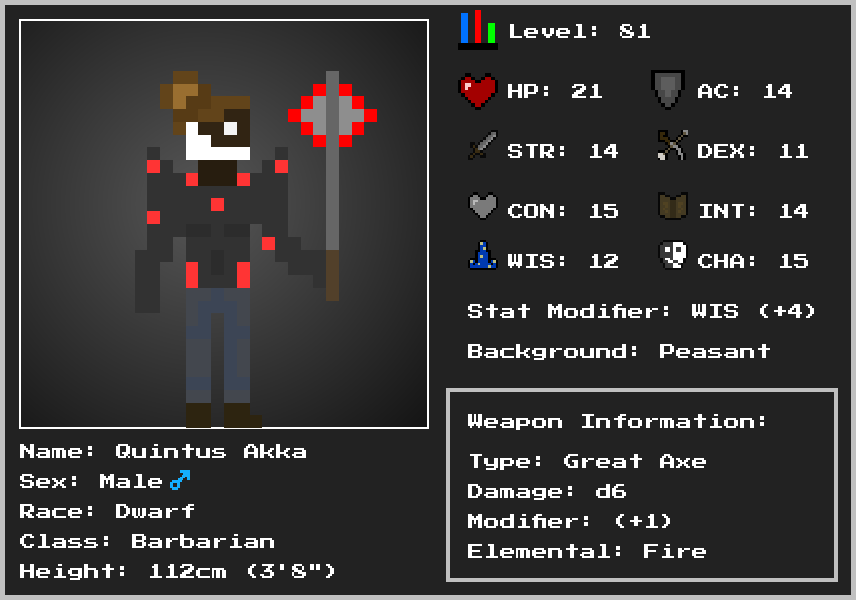 Level: 81
HP: 21 AC: 14
STR: 14 DEX: 11
CON: 15 INT: 14
WIS: 12 CHA: 15
Stat Modifier: WIS (+4)
Background: Peasant
Weapon Information:
Type: Great Axe
Damage: d6
Modifier: (+1)
Elemental: Fire
Name: Quintus Akka
Sex: Male ♂
Race: Dwarf
Class: Barbarian
Height: 112cm (3'8")